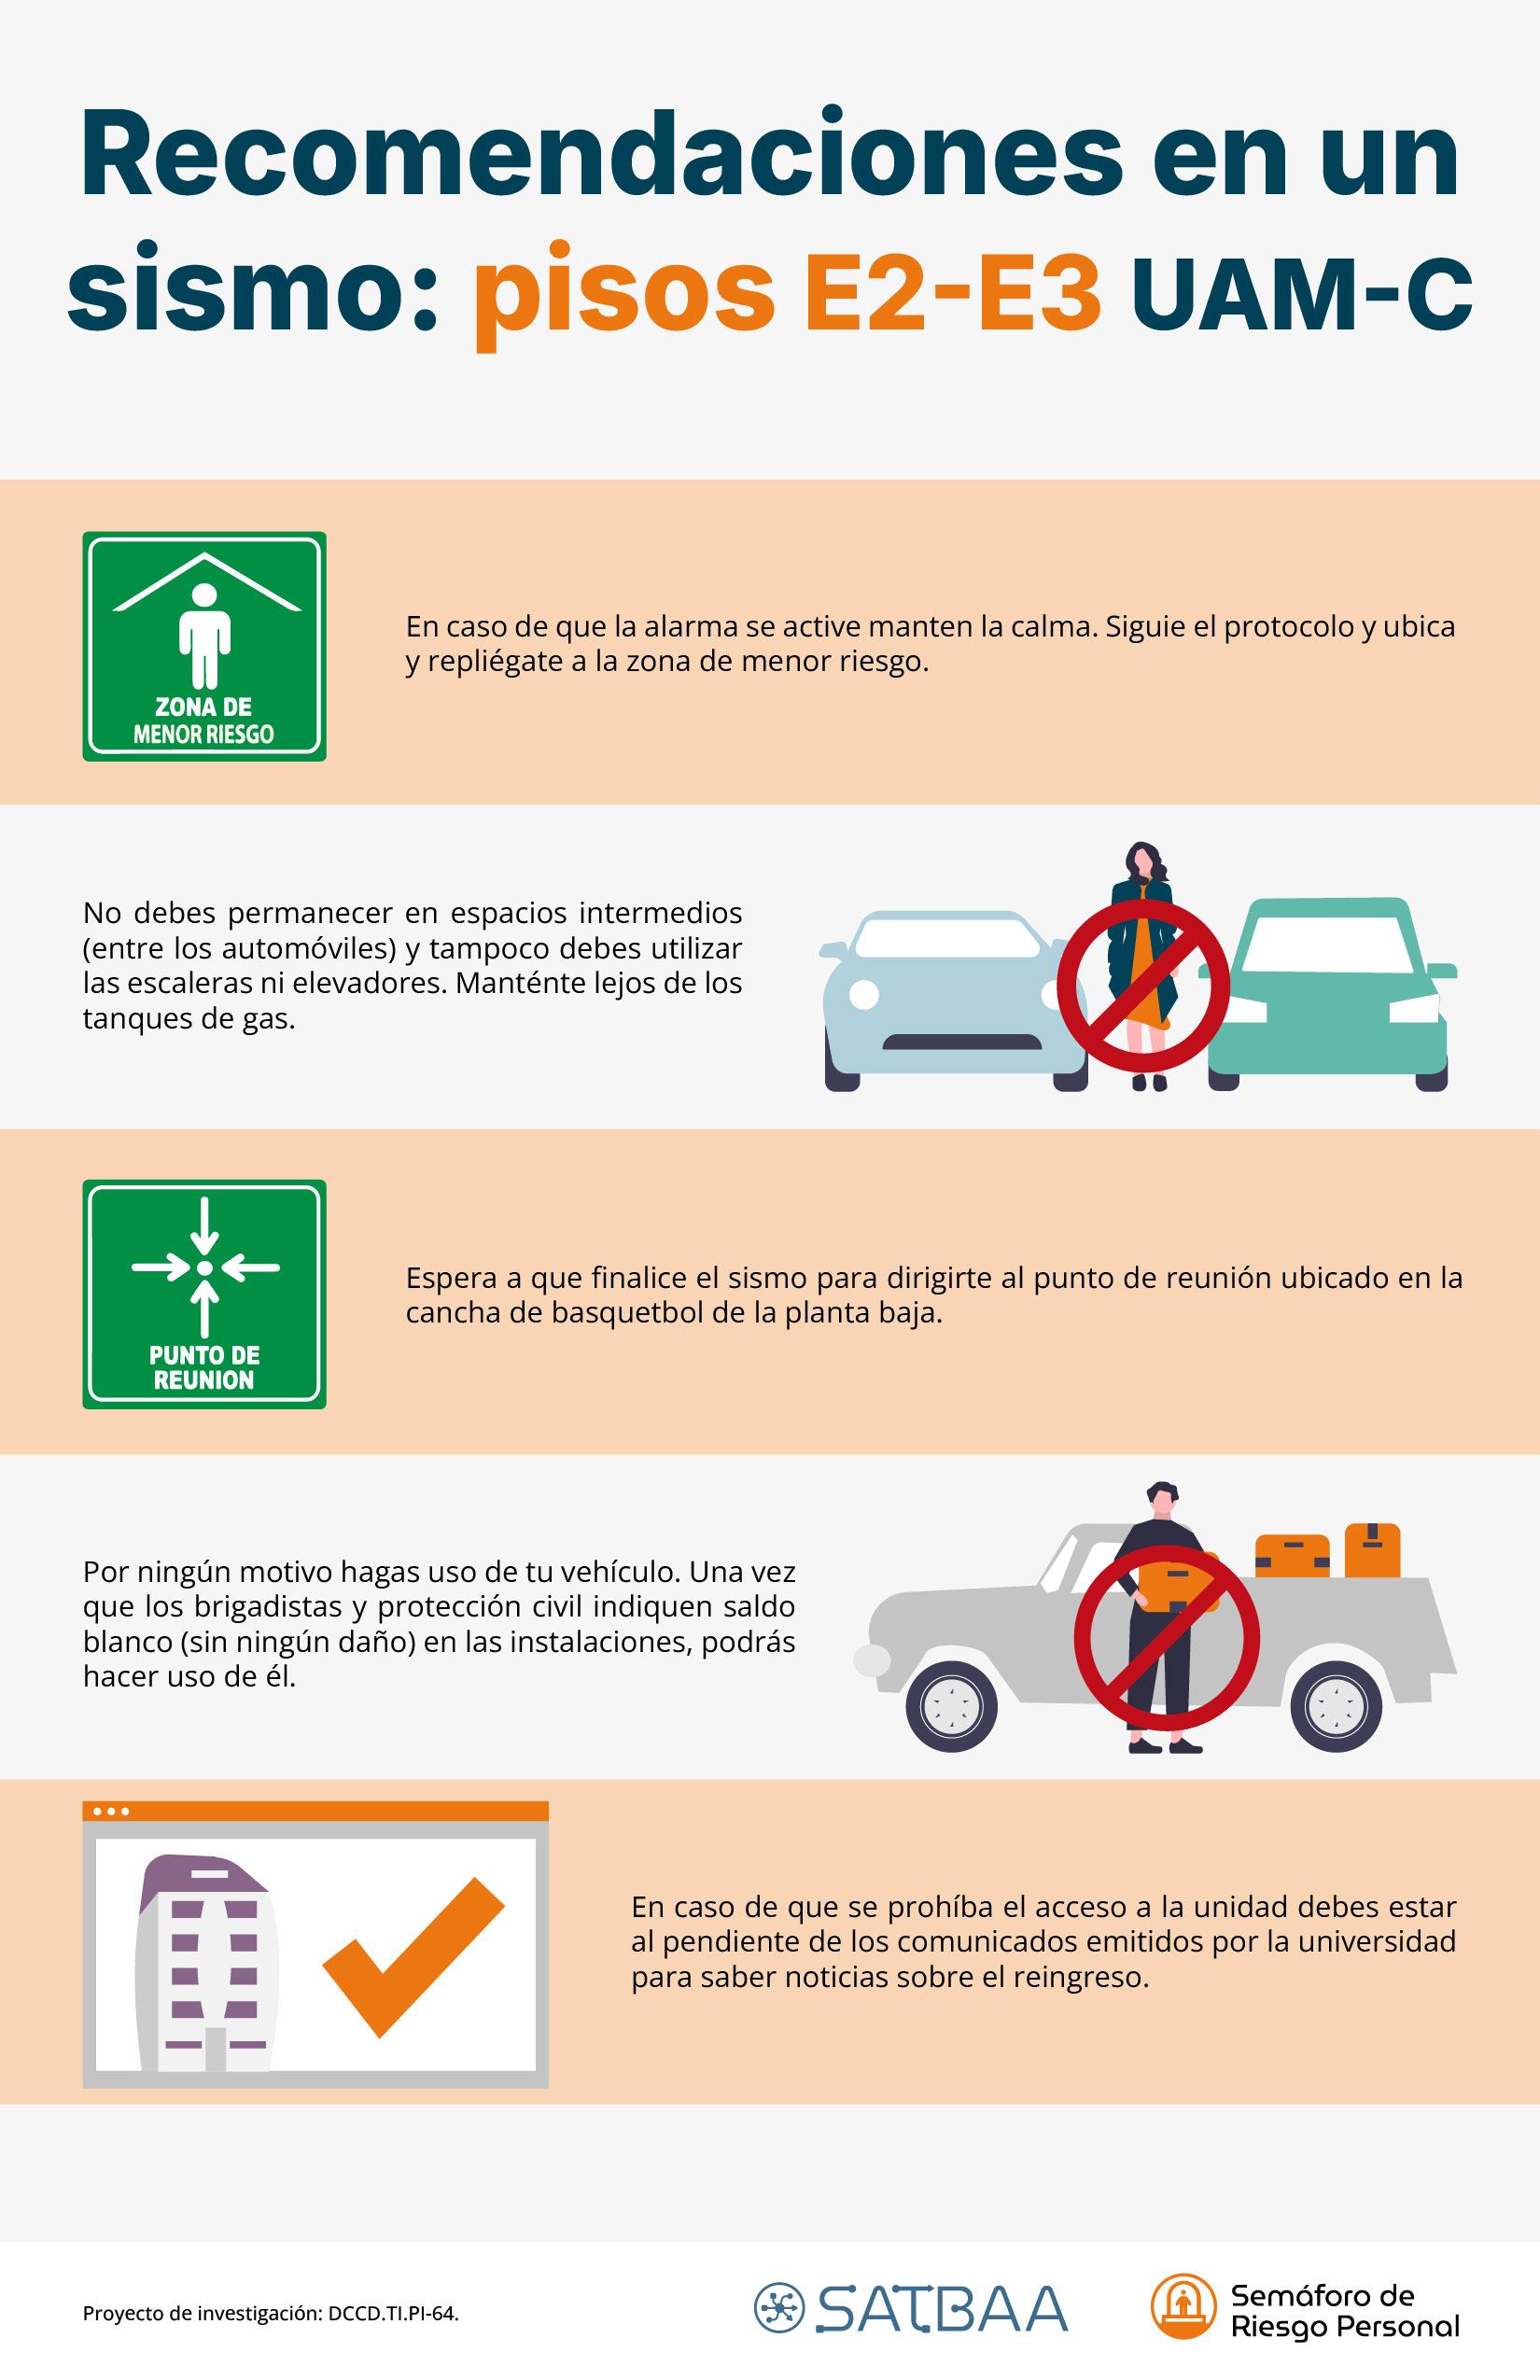 Recomendaciones en un
sismo: pisos E2-E3 UAM-C
ZONA DE
MENOR RIESGO
En caso de que la alarma se active manten la calma. Siguie el protocolo y ubica
y repliégate a la zona de menor riesgo.
No debes permanecer en espacios intermedios
(entre los automóviles) y tampoco debes utilizar
las escaleras ni elevadores. Manténte lejos de los
tanques de gas.
PUNTO DE
REUNION
Espera a que finalice el sismo para dirigirte al punto de reunión ubicado en la
cancha de basquetbol de la planta baja.
Por ningún motivo hagas uso de tu vehículo. Una vez
que los brigadistas y protección civil indiquen saldo
blanco (sin ningún daño) en las instalaciones, podrás
hacer uso de él.
En caso de que se prohíba el acceso a la unidad debes estar
al pendiente de los comunicados emitidos por la universidad
para saber noticias sobre el reingreso.
Proyecto de investigación: DCCD.TI.PI-64.
SATBAA
Semáforo de
Riesgo Personal